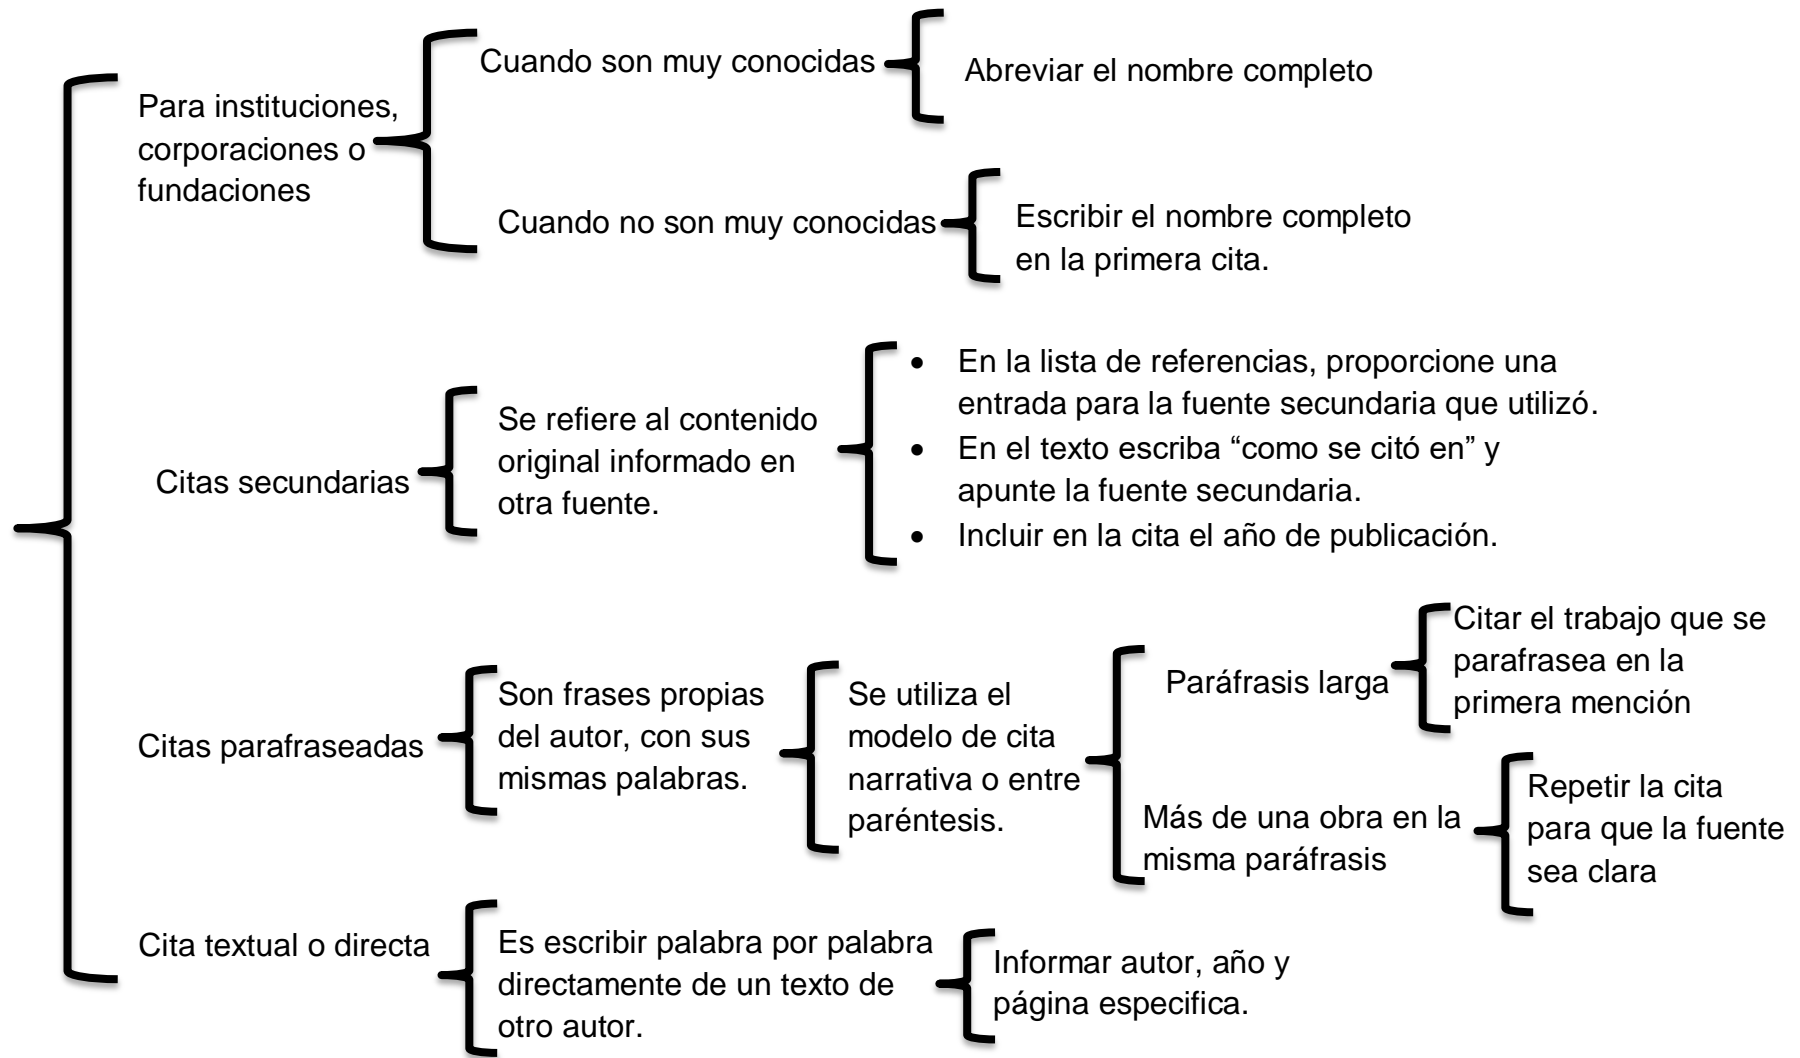 Para instituciones,
corporaciones o
fundaciones
Cuando son muy conocidas
Abreviar el nombre completo
Cuando no son muy conocidas
Escribir el nombre completo
en la primera cita.
Citas secundarias
Se refiere al contenido
original informado en
otra fuente.
• En la lista de referencias, proporcione una
entrada para la fuente secundaria que utilizó.
• En el texto escriba “como se citó en” y
apunte la fuente secundaria.
• Incluir en la cita el año de publicación.
Citas parafraseadas
Son frases propias
del autor, con sus
mismas palabras.
Se utiliza el
modelo de cita
narrativa o entre
paréntesis.
Paráfrasis larga
Citar el trabajo que se
parafrasea en la
primera mención
Más de una obra en la
misma paráfrasis
Repetir la cita
para que la fuente
sea clara
Cita textual o directa
Es escribir palabra por palabra
directamente de un texto de
otro autor.
Informar autor, año y
página especifica.